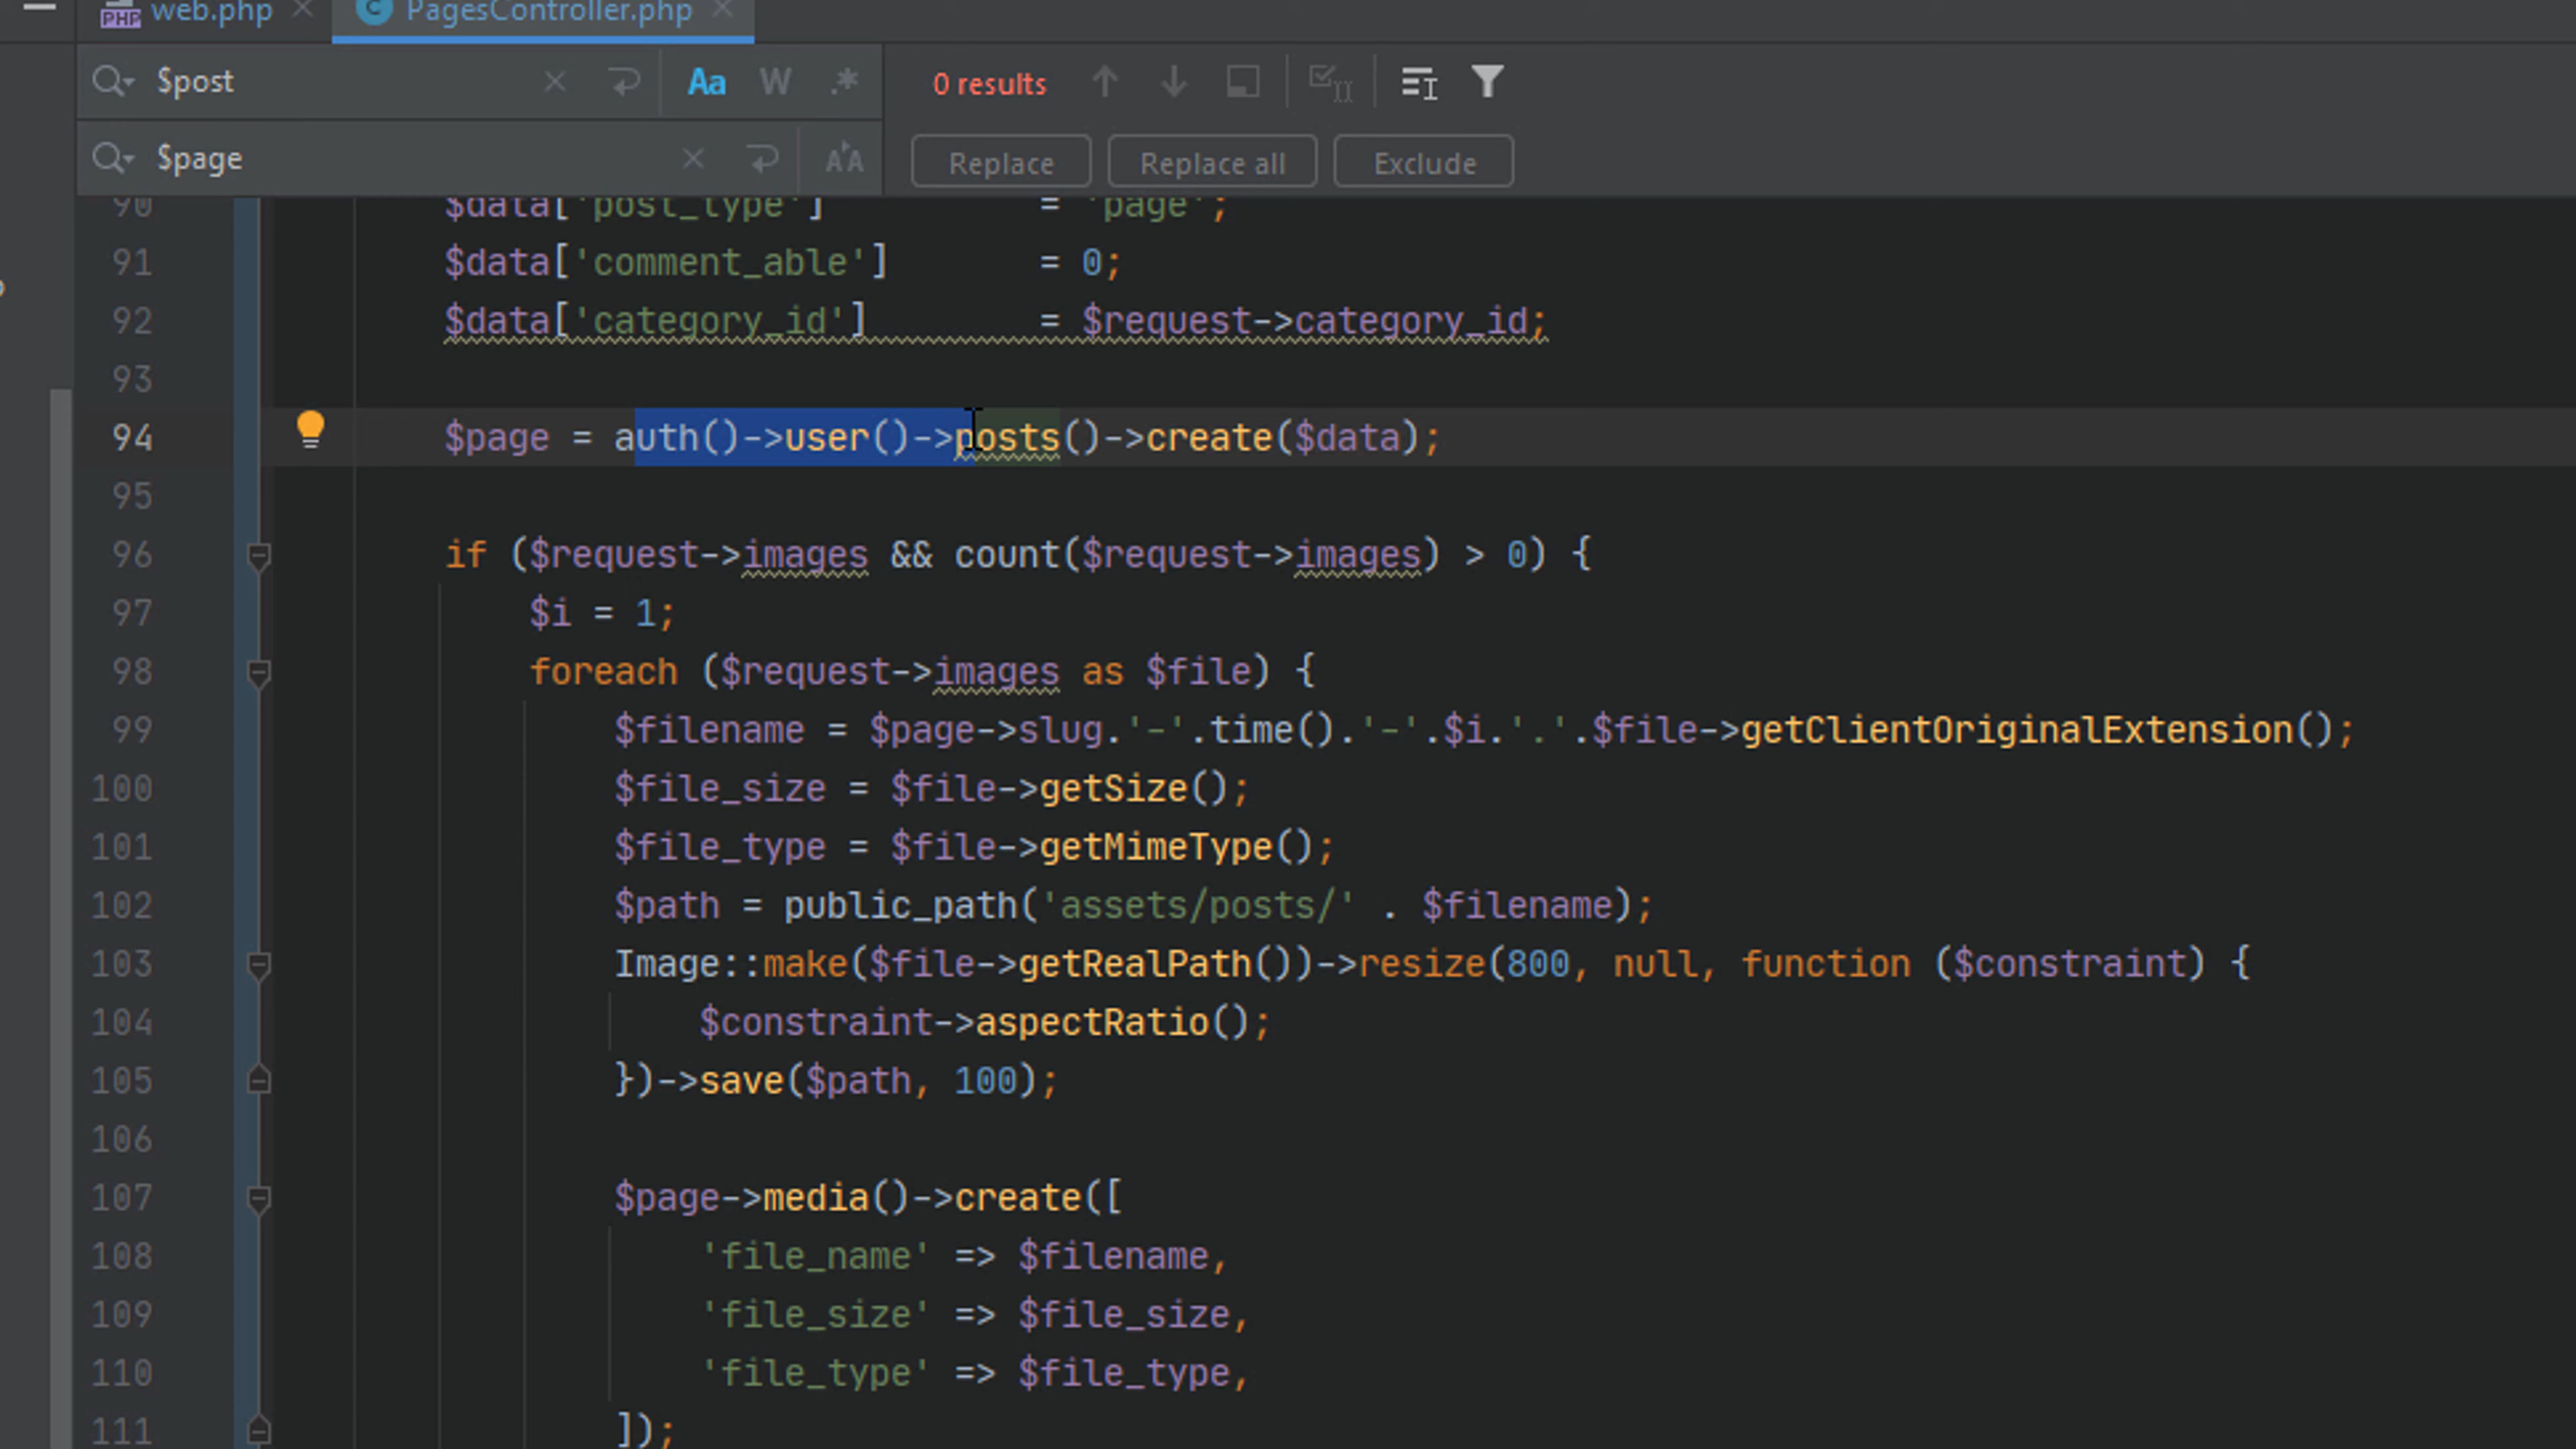 web.php PagesController.php
$post Aa W .* 0 results
$page Replace Replace all Exclude
90 $data['post_type'] = 'page';
91 $data['comment_able'] = 0;
92 $data['category_id'] = $request->category_id;
93
94 $page = auth()->user()->posts()->create($data);
95
96 if ($request->images && count($request->images) > 0) {
97 $i = 1;
98 foreach ($request->images as $file) {
99 $filename = $page->slug.'-'.time().'-'.$i.'.'.$file->getClientOriginalExtension();
100 $file_size = $file->getSize();
101 $file_type = $file->getMimeType();
102 $path = public_path('assets/posts/' . $filename);
103 Image::make($file->getRealPath())->resize(800, null, function ($constraint) {
104 $constraint->aspectRatio();
105 })->save($path, 100);
106
107 $page->media()->create([
108 'file_name' => $filename,
109 'file_size' => $file_size,
110 'file_type' => $file_type,
111 ]);